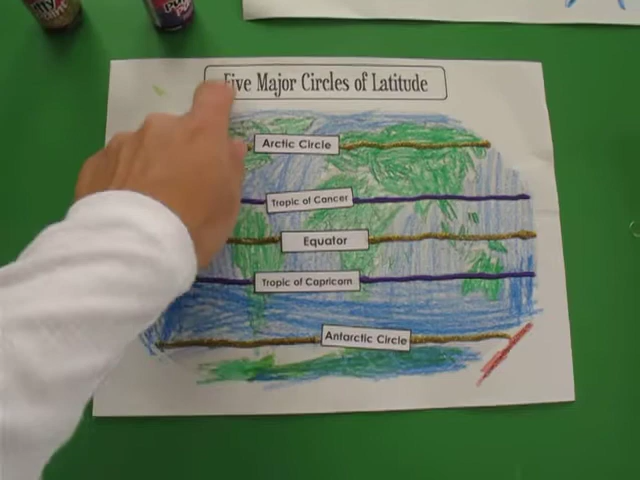 Five Major Circles of Latitude
Arctic Circle
Tropic of Cancer
Equator
Tropic of Capricorn
Antarctic Circle